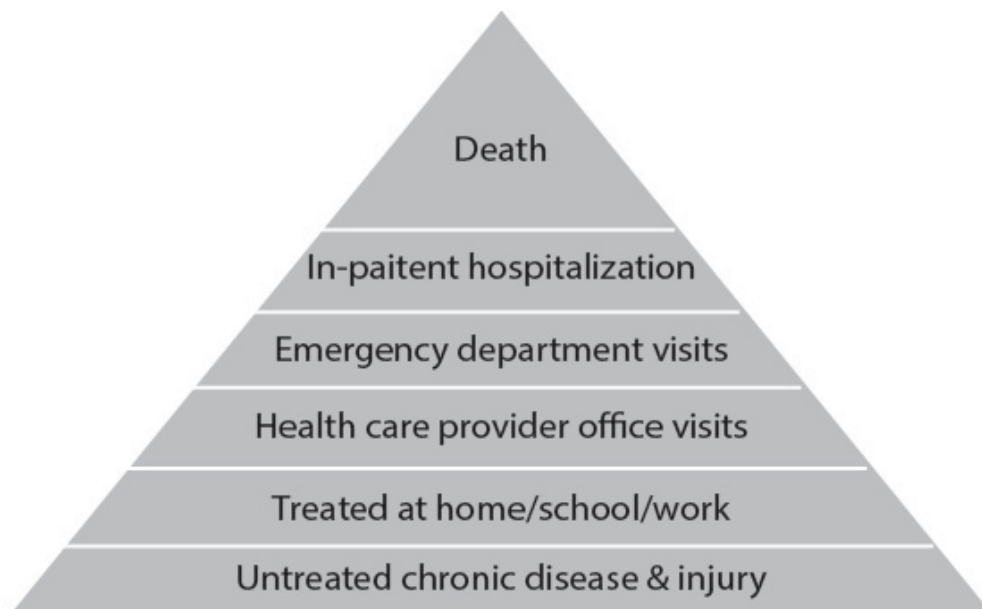 Death
In-paitent hospitalization
Emergency department visits
Health care provider office visits
Treated at home/school/work
Untreated chronic disease & injury